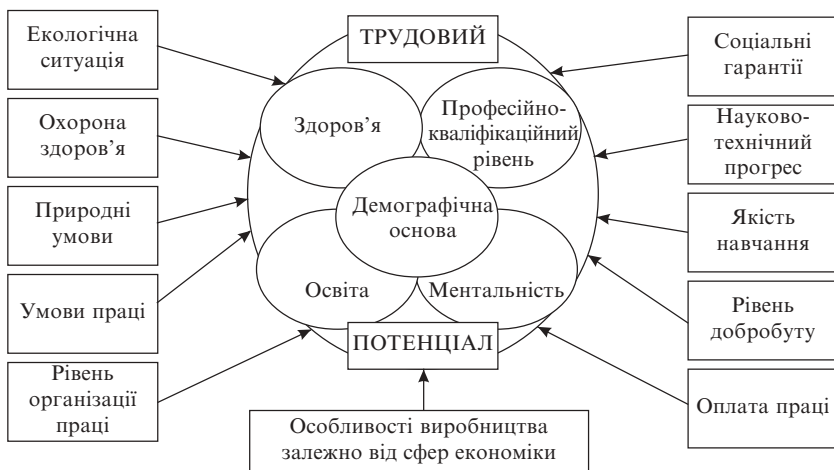 Екологічна
ситуація
Охорона
здоров’я
Природні
умови
Умови праці
Рівень
організації
праці
ТРУДОВИЙ
Здоров’я
Професійно-
кваліфікаційний
рівень
Демографічна
основа
Освіта
Ментальність
ПОТЕНЦІАЛ
Особливості виробництва
залежно від сфер економіки
Соціальні
гарантії
Науково-
технічний
прогрес
Якість
навчання
Рівень
добробуту
Оплата праці